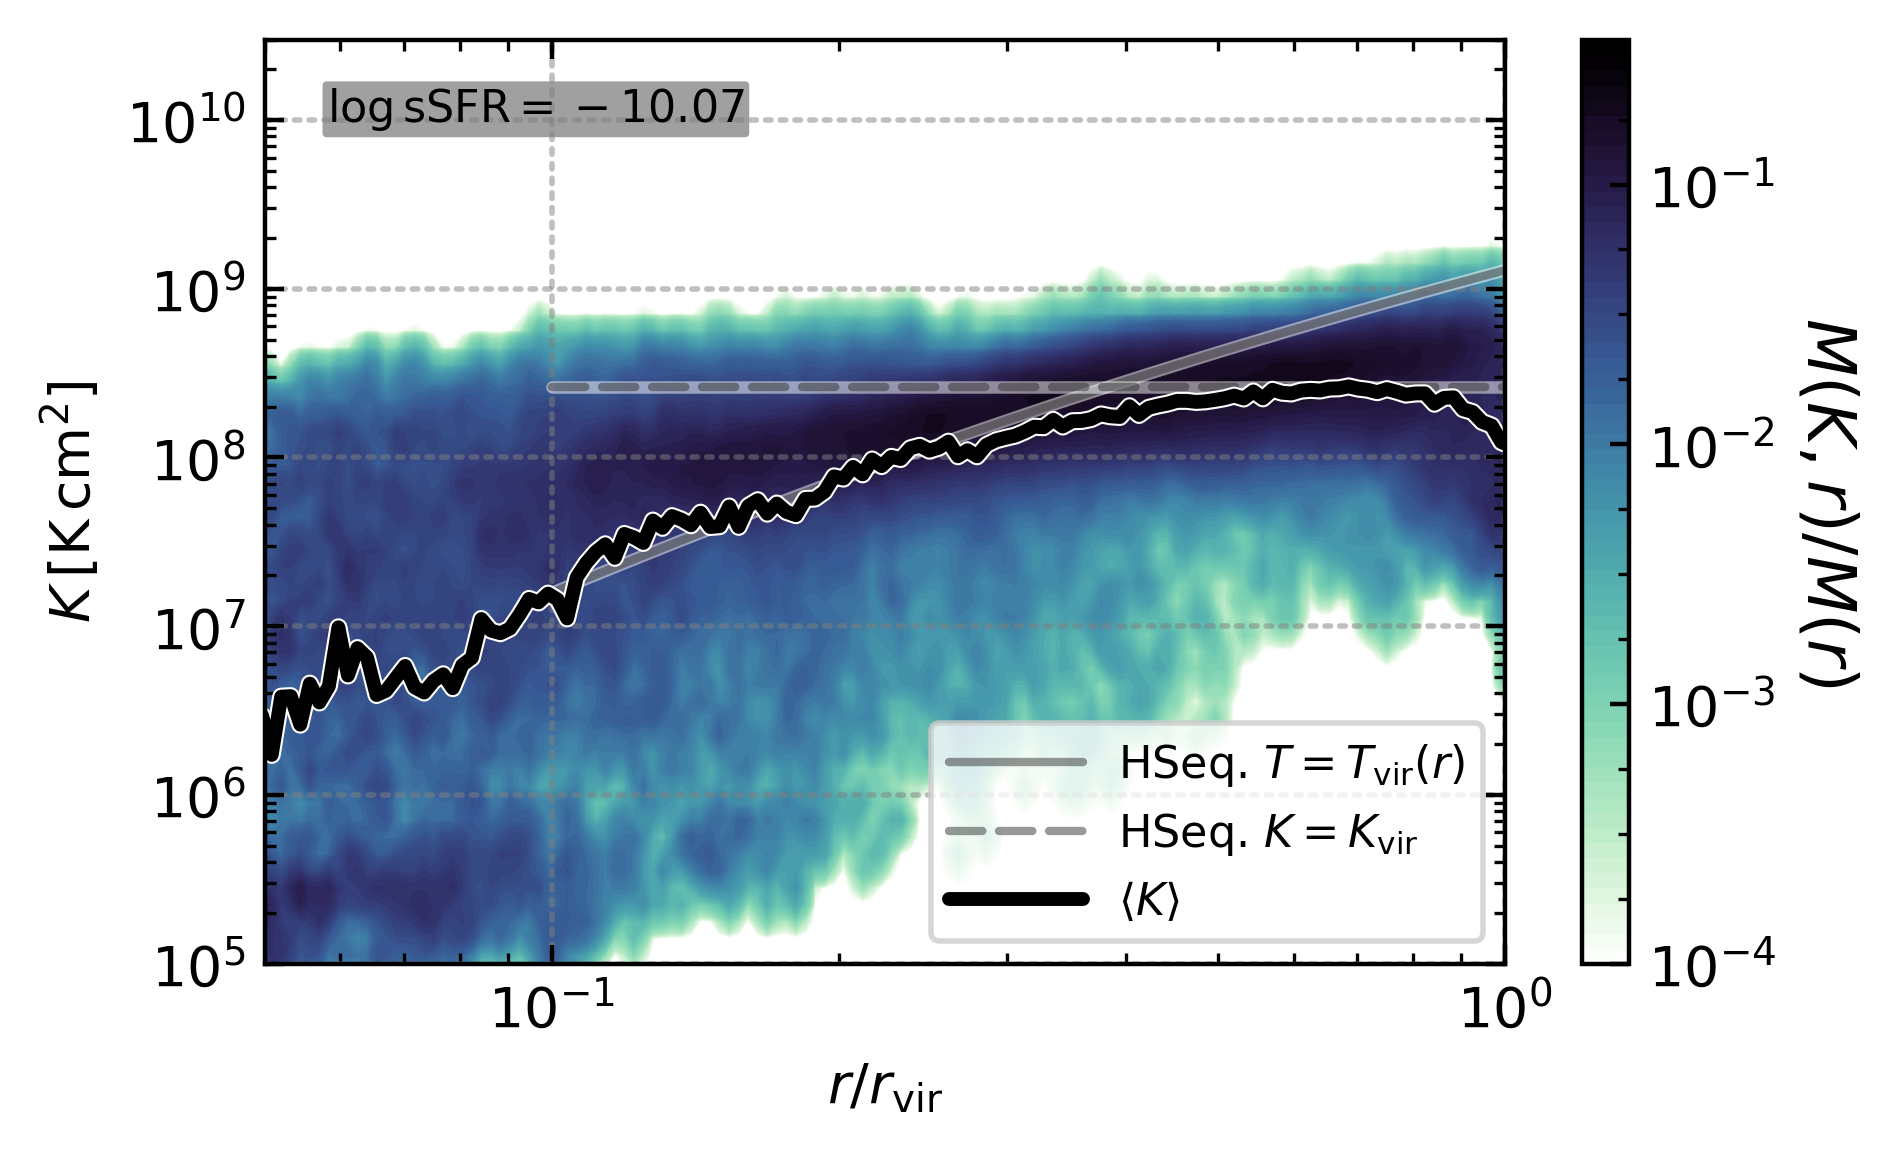 log sSFR = − 10.07
10^10
10^9
10^8
10^7
10^6
10^5
K [K cm^2]
10^−1
10^0
r/r_vir
HSeq. T = T_vir(r)
HSeq. K = K_vir
⟨K⟩
10^−1
10^−2
10^−3
10^−4
M(K, r)/M(r)